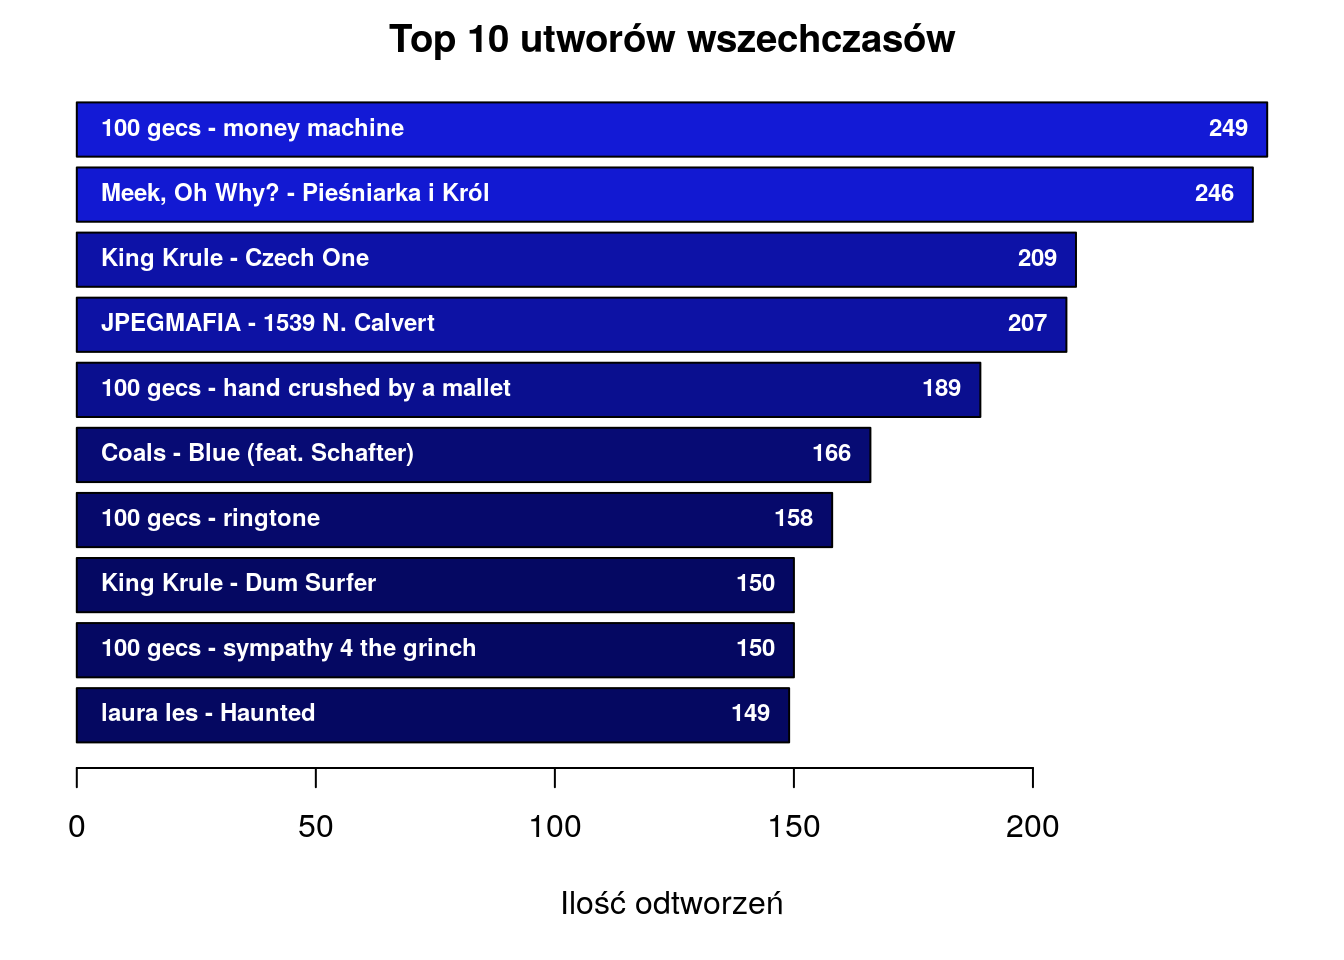 Top 10 utworów wszechczasów
100 gecs - money machine 249
Meek, Oh Why? - Pieśniarka i Król 246
King Krule - Czech One 209
JPEGMAFIA - 1539 N. Calvert 207
100 gecs - hand crushed by a mallet 189
Coals - Blue (feat. Schafter) 166
100 gecs - ringtone 158
King Krule - Dum Surfer 150
100 gecs - sympathy 4 the grinch 150
laura les - Haunted 149
0 50 100 150 200
Ilość odtworzeń